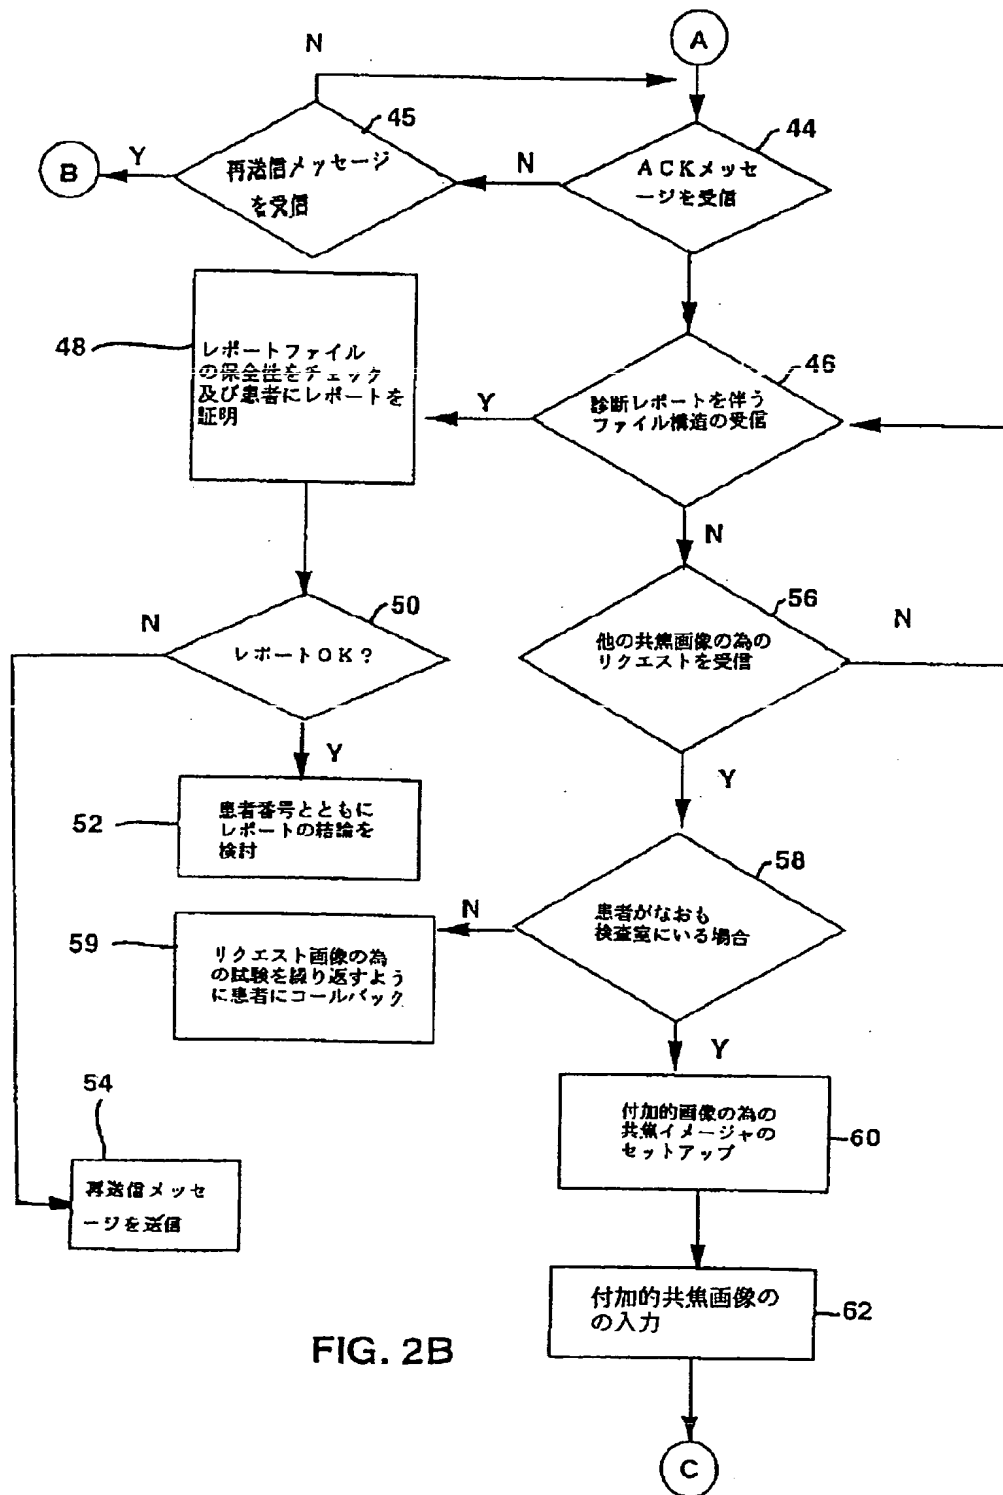 A
N
45
44
B
Y
再送信メッセージ
を受信
N
ACKメッセ
ージを受信
48
レポートファイル
の保全性をチェック
及び患者にレポートを
証明
Y
46
診断レポートを伴う
ファイル構造の受信
N
50
N
レポートOK?
56
N
他の共焦画像の為の
リクエストを受信
Y
Y
52
患者番号とともに
レポートの結論を
検討
58
N
患者がなおも
検査室にいる場合
59
リクエスト画像の為
の試験を繰り返すよう
に患者にコールバック
Y
54
付加的画像の為の
共焦イメージャの
セットアップ
60
再送信メッセ
ージを送信
付加的共焦画像の
の入力
62
FIG. 2B
C